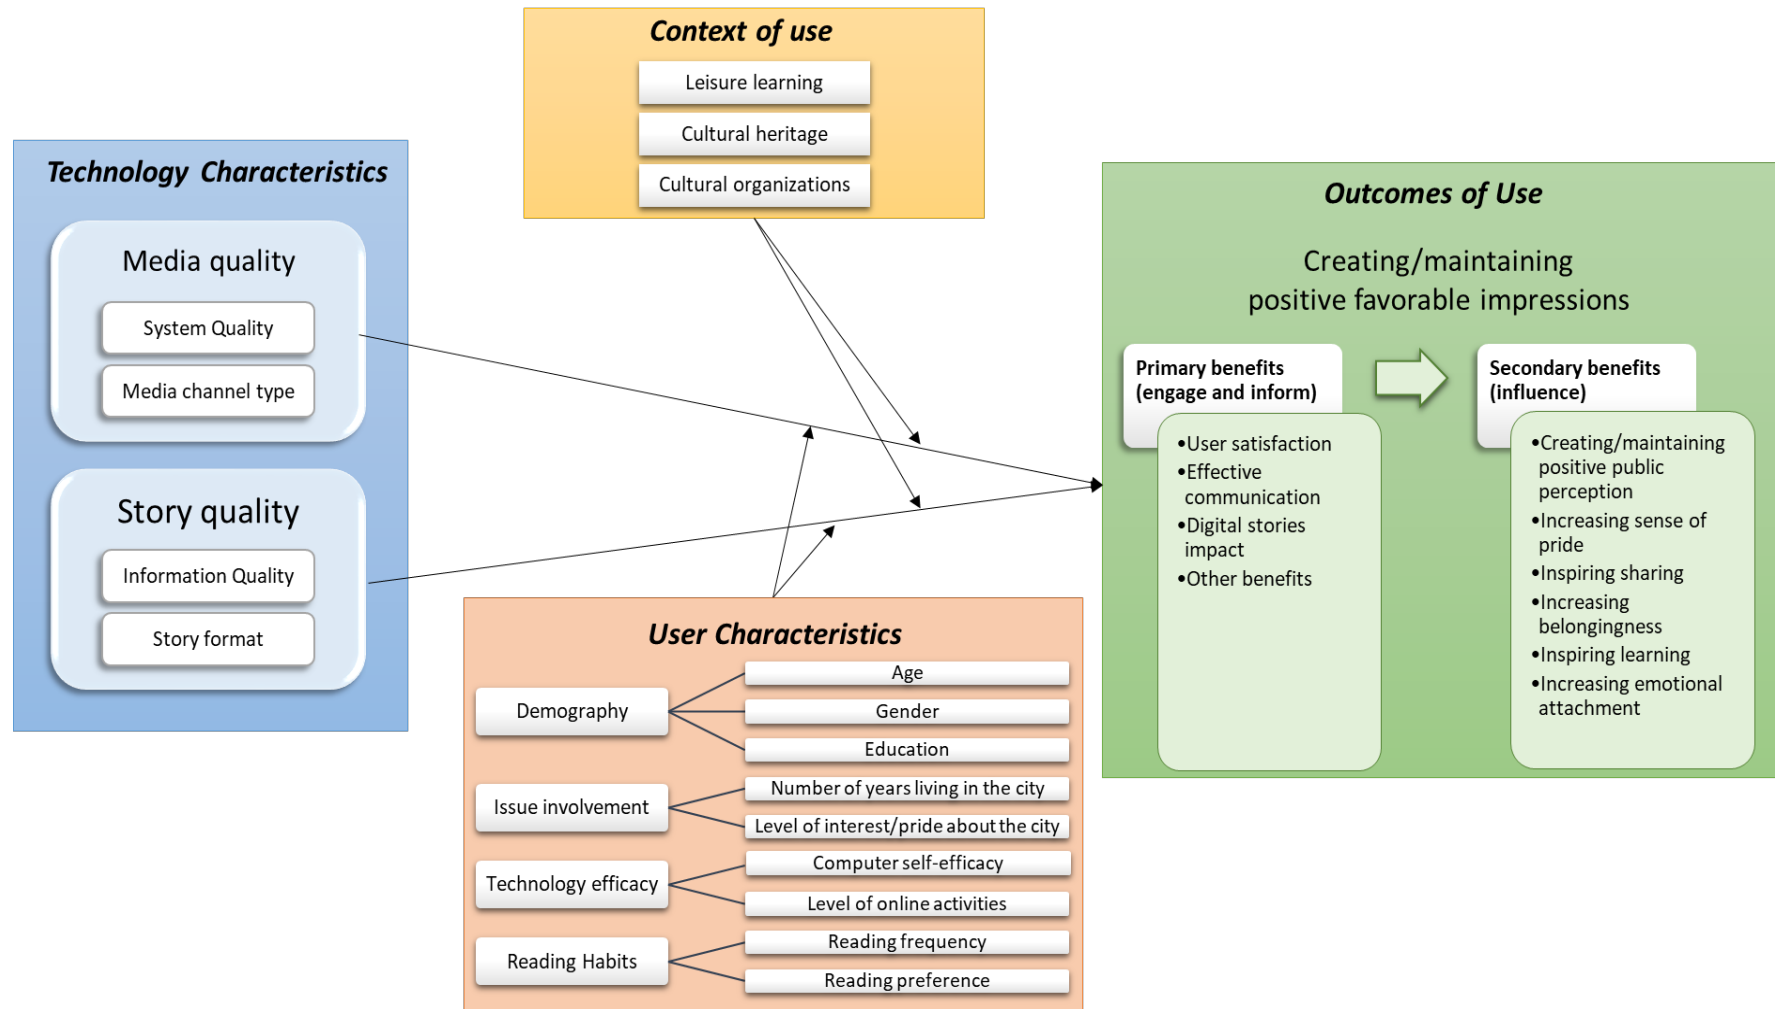 Context of use
Leisure learning
Cultural heritage
Cultural organizations
Technology Characteristics
Media quality
System Quality
Media channel type
Story quality
Information Quality
Story format
User Characteristics
Demography
Age
Gender
Education
Issue involvement
Number of years living in the city
Level of interest/pride about the city
Technology efficacy
Computer self-efficacy
Level of online activities
Reading Habits
Reading frequency
Reading preference
Outcomes of Use
Creating/maintaining
positive favorable impressions
Primary benefits
(engage and inform)
•User satisfaction
•Effective
communication
•Digital stories
impact
•Other benefits
Secondary benefits
(influence)
•Creating/maintaining
positive public
perception
•Increasing sense of
pride
•Inspiring sharing
•Increasing
belongingness
•Inspiring learning
•Increasing emotional
attachment